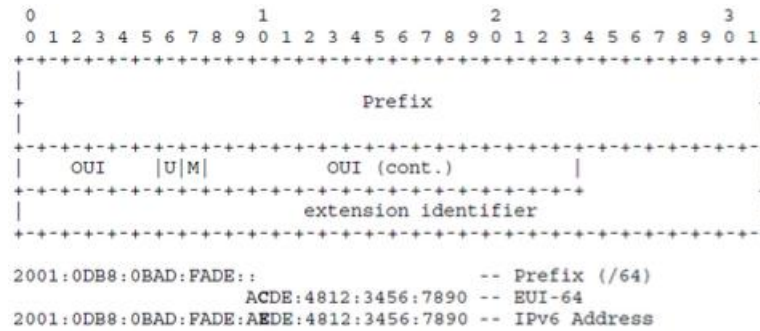 0 1 2 3
0 1 2 3 4 5 6 7 8 9 0 1 2 3 4 5 6 7 8 9 0 1 2 3 4 5 6 7 8 9 0 1
Prefix
OUI |U|M| OUI (cont.) |
extension identifier
2001:0DB8:0BAD:FADE:: -- Prefix (/64)
ACDE:4812:3456:7890 -- EUI-64
2001:0DB8:0BAD:FADE:AEDE:4812:3456:7890 -- IPv6 Address